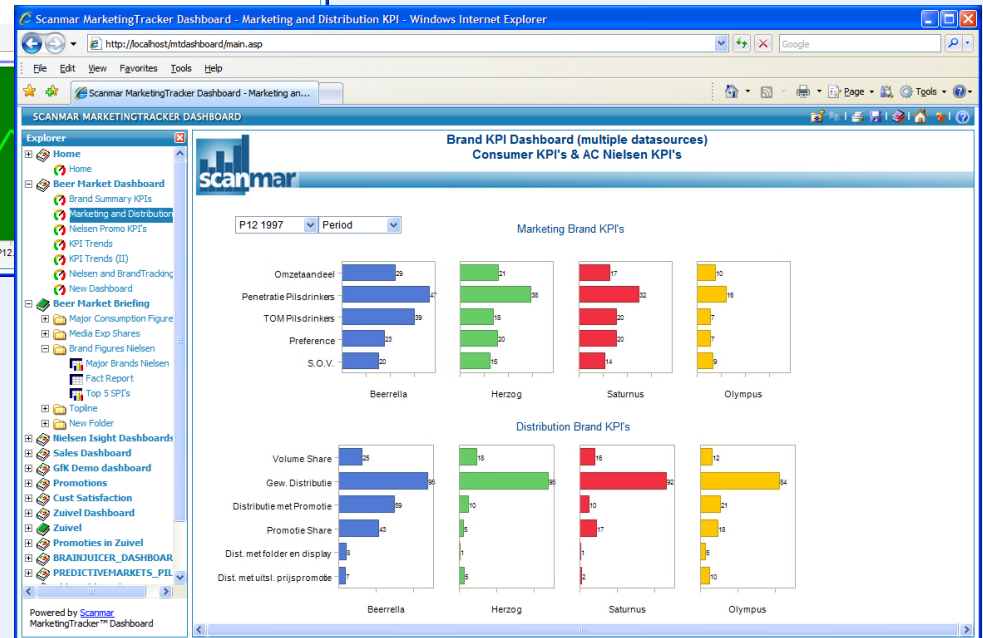 Scanmar MarketingTracker Dashboard - Marketing and Distribution KPI - Windows Internet Explorer
http://localhost/mtdashboard/main.asp
Google
File Edit View Favorites Tools Help
Scanmar MarketingTracker Dashboard - Marketing an...
Page Tools
SCANMAR MARKETINGTRACKER DASHBOARD
Explorer
Home
Home
Beer Market Dashboard
Brand Summary KPIs
Marketing and Distribution
Nielsen Promo KPI's
KPI Trends
KPI Trends (II)
Nielsen and BrandTracking
New Dashboard
Beer Market Briefing
Major Consumption Figure
Media Exp Shares
Brand Figures Nielsen
Major Brands Nielsen
Fact Report
Top 5 SPI's
Topline
New Folder
Nielsen Isight Dashboards
Sales Dashboard
GfK Demo dashboard
Promotions
Cust Satisfaction
Zuivel Dashboard
Zuivel
Promoties in Zuivel
BRAINJUICER_DASHBOAR
PREDICTIVEMARKETS_PIL
Powered by Scanmar
MarketingTracker™ Dashboard
P12.
scanmar
Brand KPI Dashboard (multiple datasources)
Consumer KPI's & AC Nielsen KPI's
P12 1997 Period
Marketing Brand KPI's
Omzetaandeel 29 21 17 10
Penetratie Pilsdrinkers 47 38 32 16
TOM Pilsdrinkers 39 18 20 7
Preference 23 20 20 7
S.O.V. 20 16 14 9
Beerrella Herzog Saturnus Olympus
Distribution Brand KPI's
Volume Share 25 18 16 12
Gew. Distributie 96 95 92 84
Distributie met Promotie 59 10 10 21
Promotie Share 43 5 17 18
Dist. met folder en display 8 1 1 5
Dist. met uitsl. prijspromotie 7 5 2 10
Beerrella Herzog Saturnus Olympus